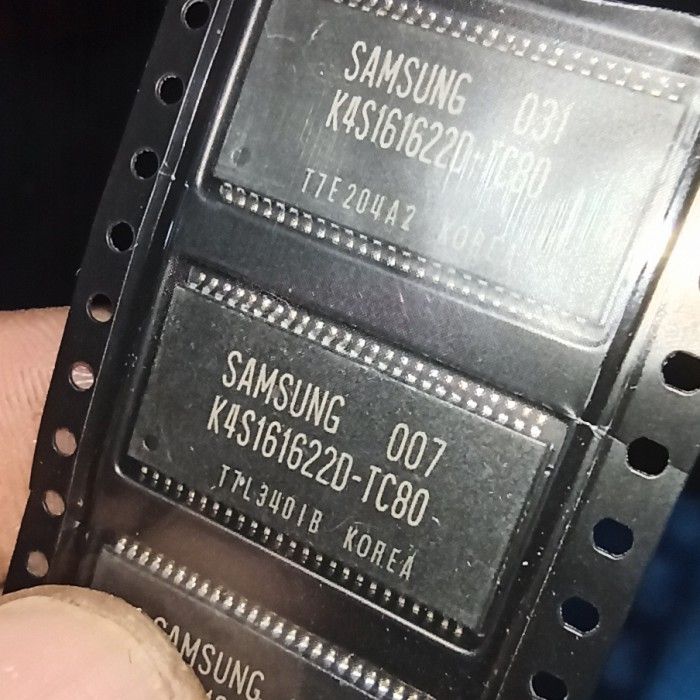 SAMSUNG 031
K4S161622D-TC80
T7E204A2 KOREA
SAMSUNG 007
K4S161622D-TC80
T7L3401B KOREA
SAMSUNG